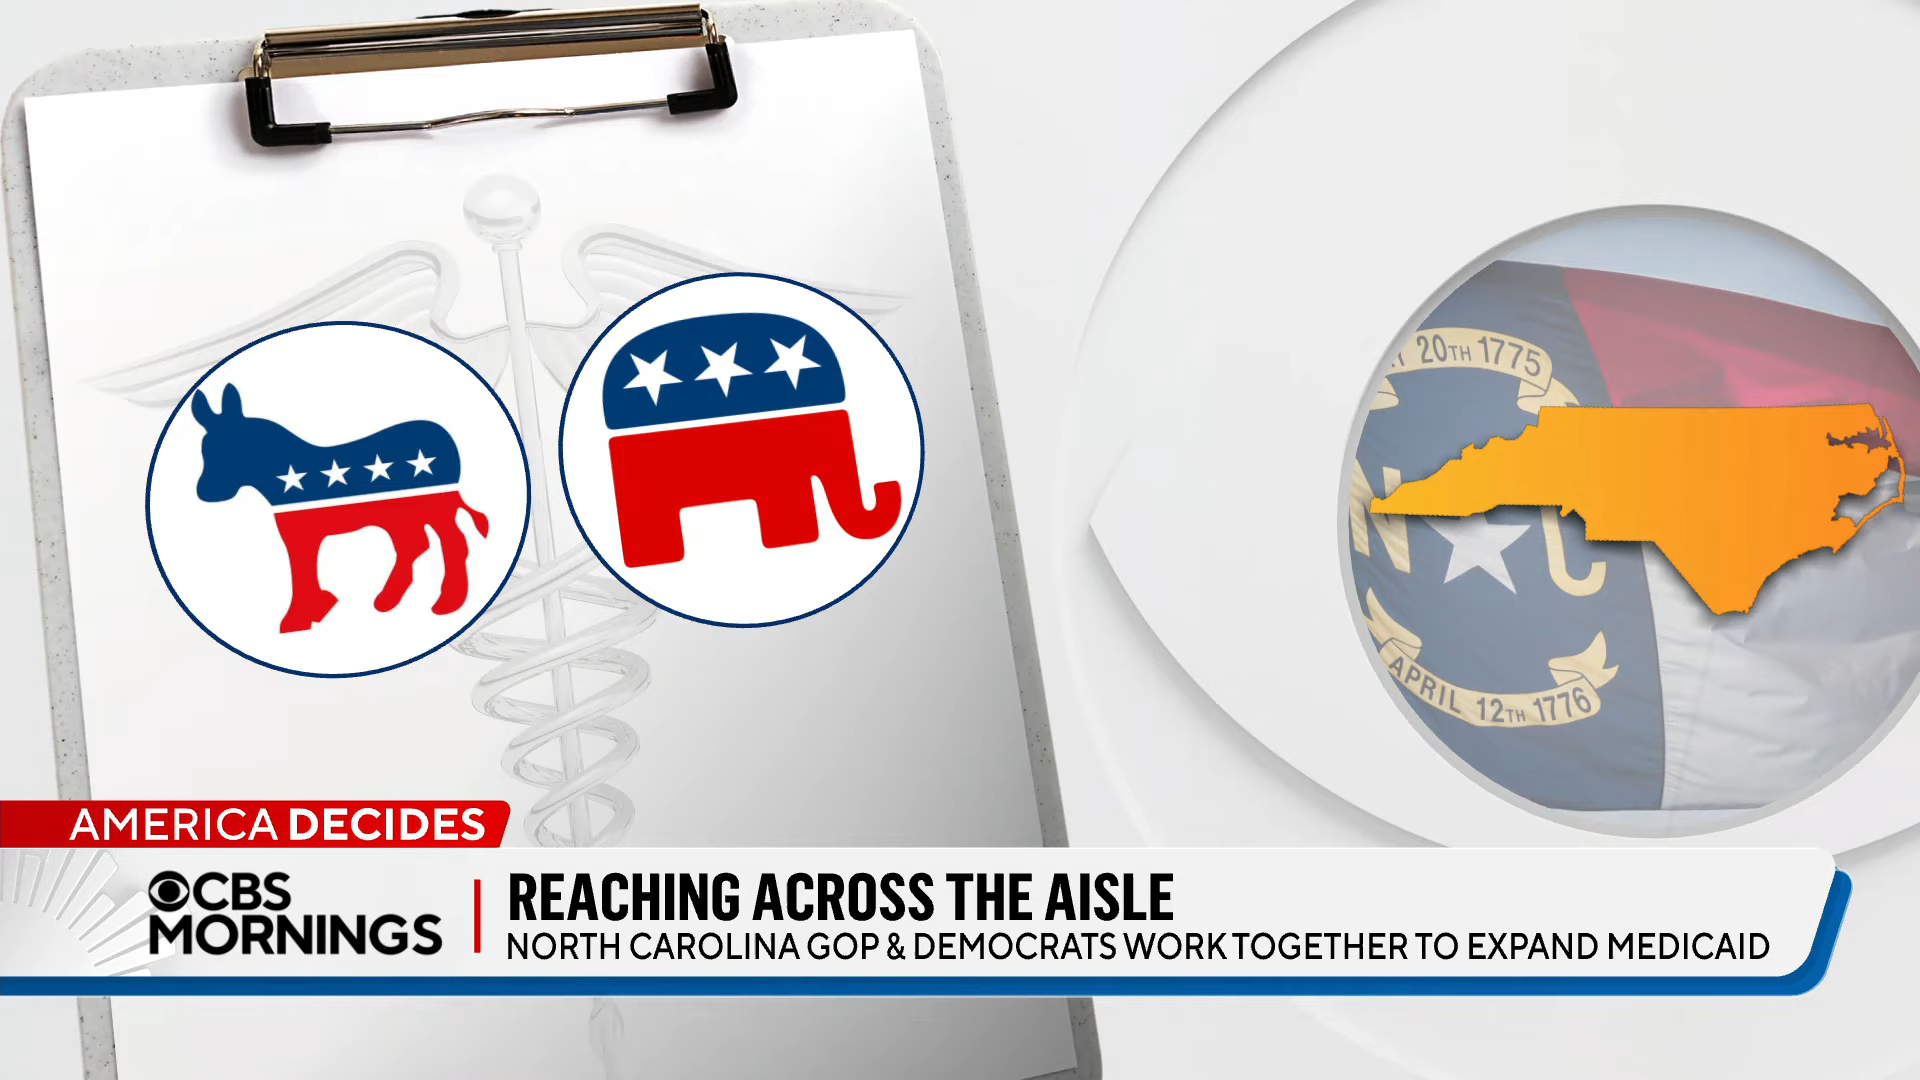 20TH 1775
N
C
APRIL 12TH 1776
AMERICA DECIDES
CBS
MORNINGS
REACHING ACROSS THE AISLE
NORTH CAROLINA GOP & DEMOCRATS WORK TOGETHER TO EXPAND MEDICAID